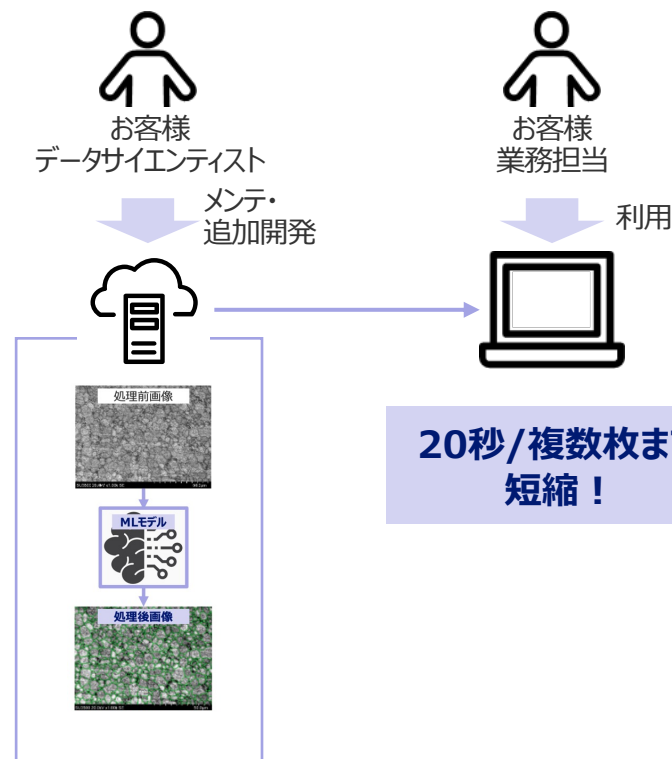 お客様
データサイエンティスト
お客様
業務担当
メンテ・
追加開発
利用
処理前画像
MLモデル
処理後画像
20秒/複数枚ま
短縮！